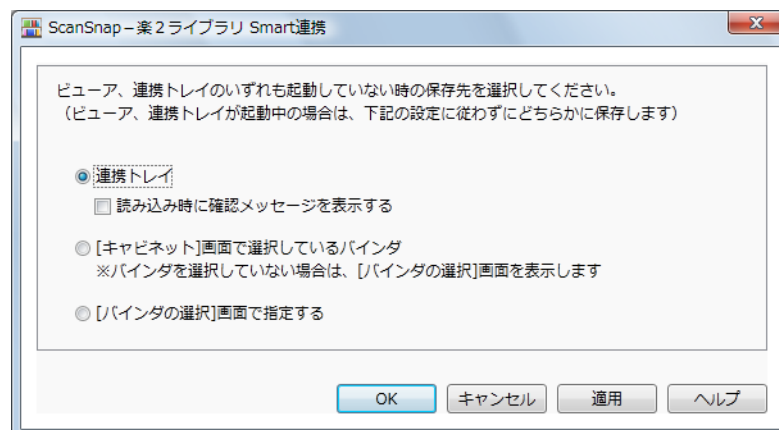 ScanSnap－楽２ライブラリ Smart連携
ビューア、連携トレイのいずれも起動していない時の保存先を選択してください。
（ビューア、連携トレイが起動中の場合は、下記の設定に従わずにどちらかに保存します）
連携トレイ
読み込み時に確認メッセージを表示する
[キャビネット]画面で選択しているバインダ
※バインダを選択していない場合は、[バインダの選択]画面を表示します
[バインダの選択]画面で指定する
OK キャンセル 適用 ヘルプ